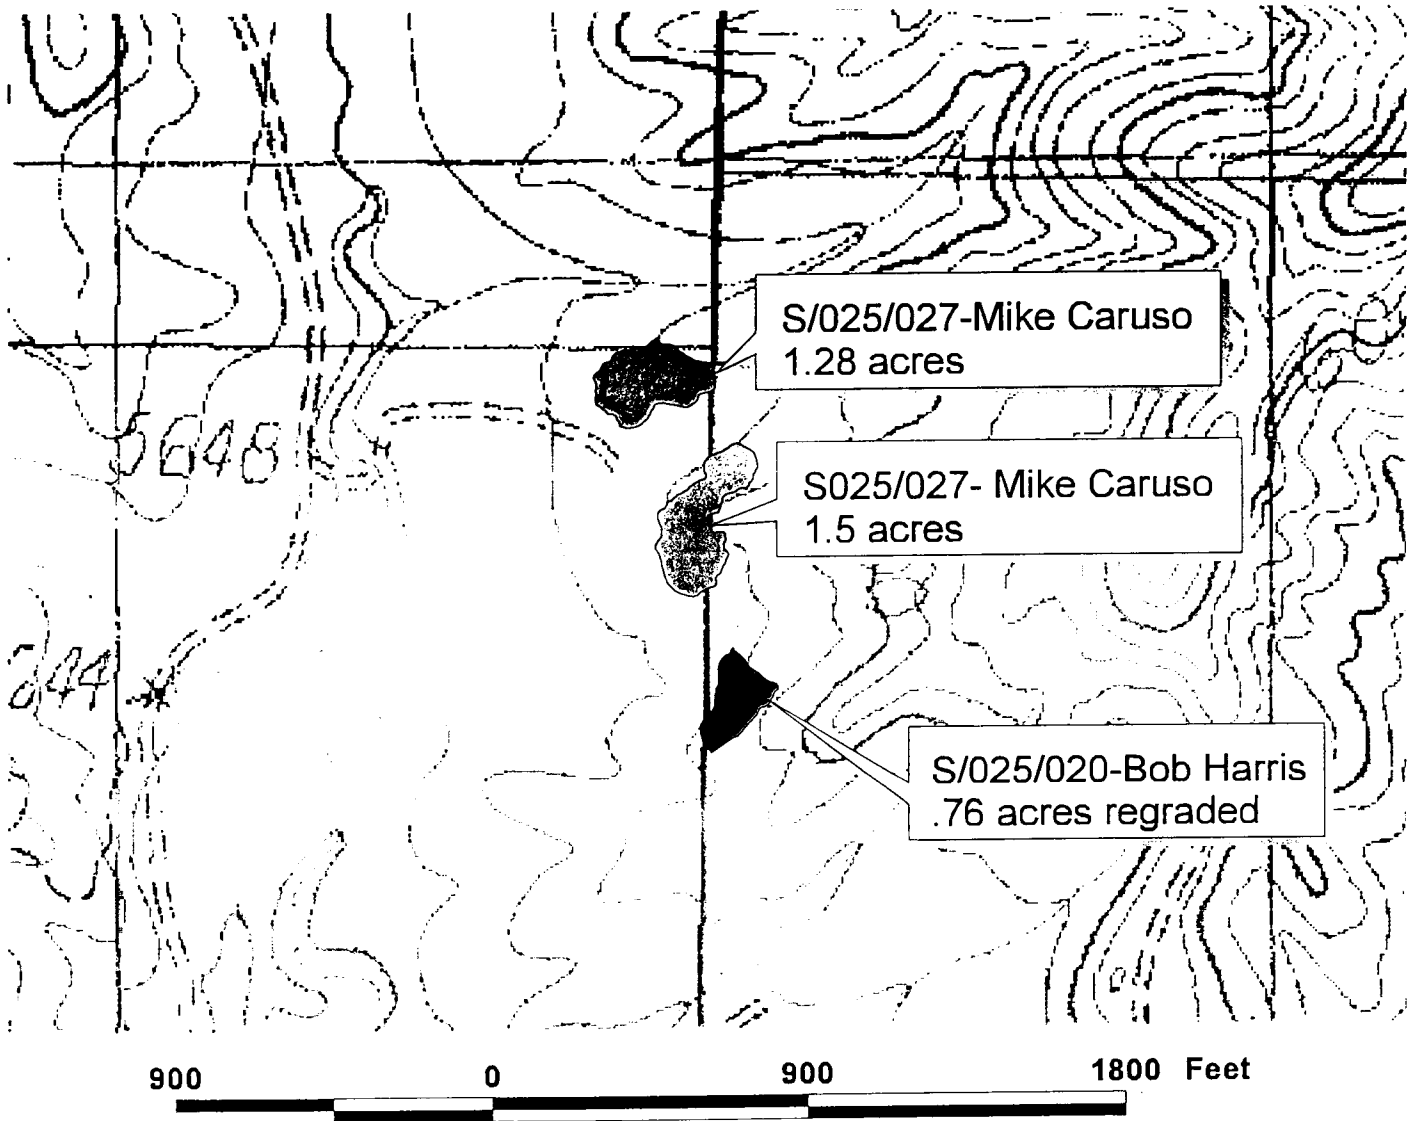 S/025/027-Mike Caruso
1.28 acres
5648
S025/027- Mike Caruso
1.5 acres
S/025/020-Bob Harris
.76 acres regraded
900 0 900 1800 Feet